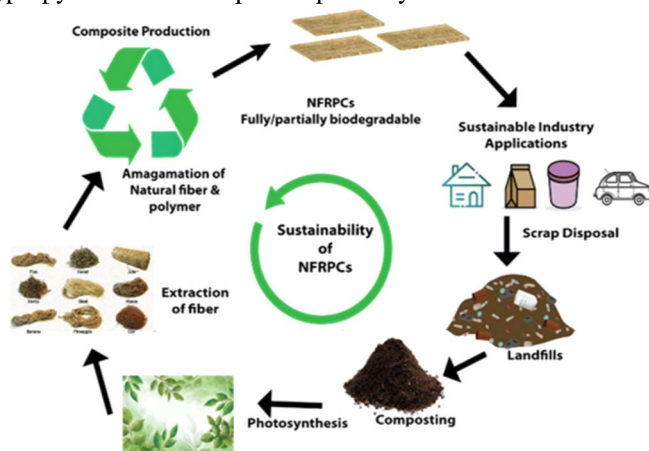 Composite Production
NFRPCs
Fully/partially biodegradable
Sustainable Industry
Applications
Amagamation of
Natural fiber &
polymer
Scrap Disposal
Sustainability
of
NFRPCs
Extraction
of fiber
Landfills
Composting
Photosynthesis